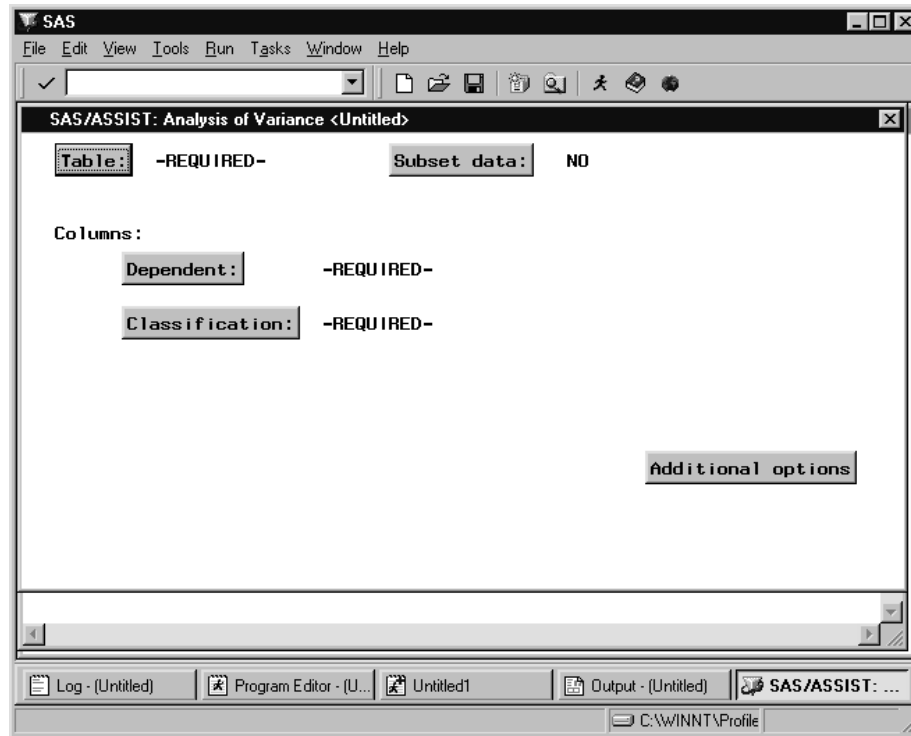 SAS
File Edit View Tools Run Tasks Window Help
SAS/ASSIST: Analysis of Variance <Untitled>
Table: -REQUIRED- Subset data: NO
Columns:
Dependent: -REQUIRED-
Classification: -REQUIRED-
Additional options
Log - (Untitled) Program Editor - (U... Untitled1 Output - (Untitled) SAS/ASSIST: ...
C:\WINNT\Profile